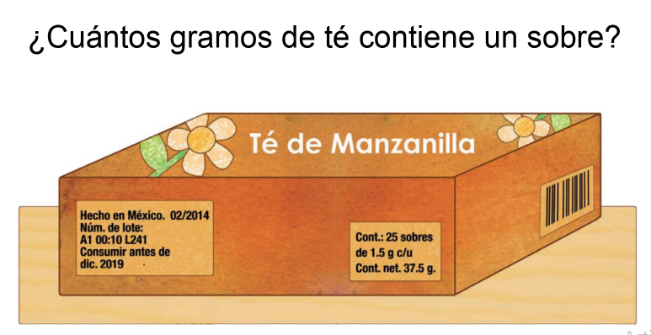 ¿Cuántos gramos de té contiene un sobre?
Té de Manzanilla
Hecho en México. 02/2014
Núm. de lote:
A1 00:10 L241
Consumir antes de
dic. 2019
Cont.: 25 sobres
de 1.5 g c/u
Cont. net. 37.5 g.